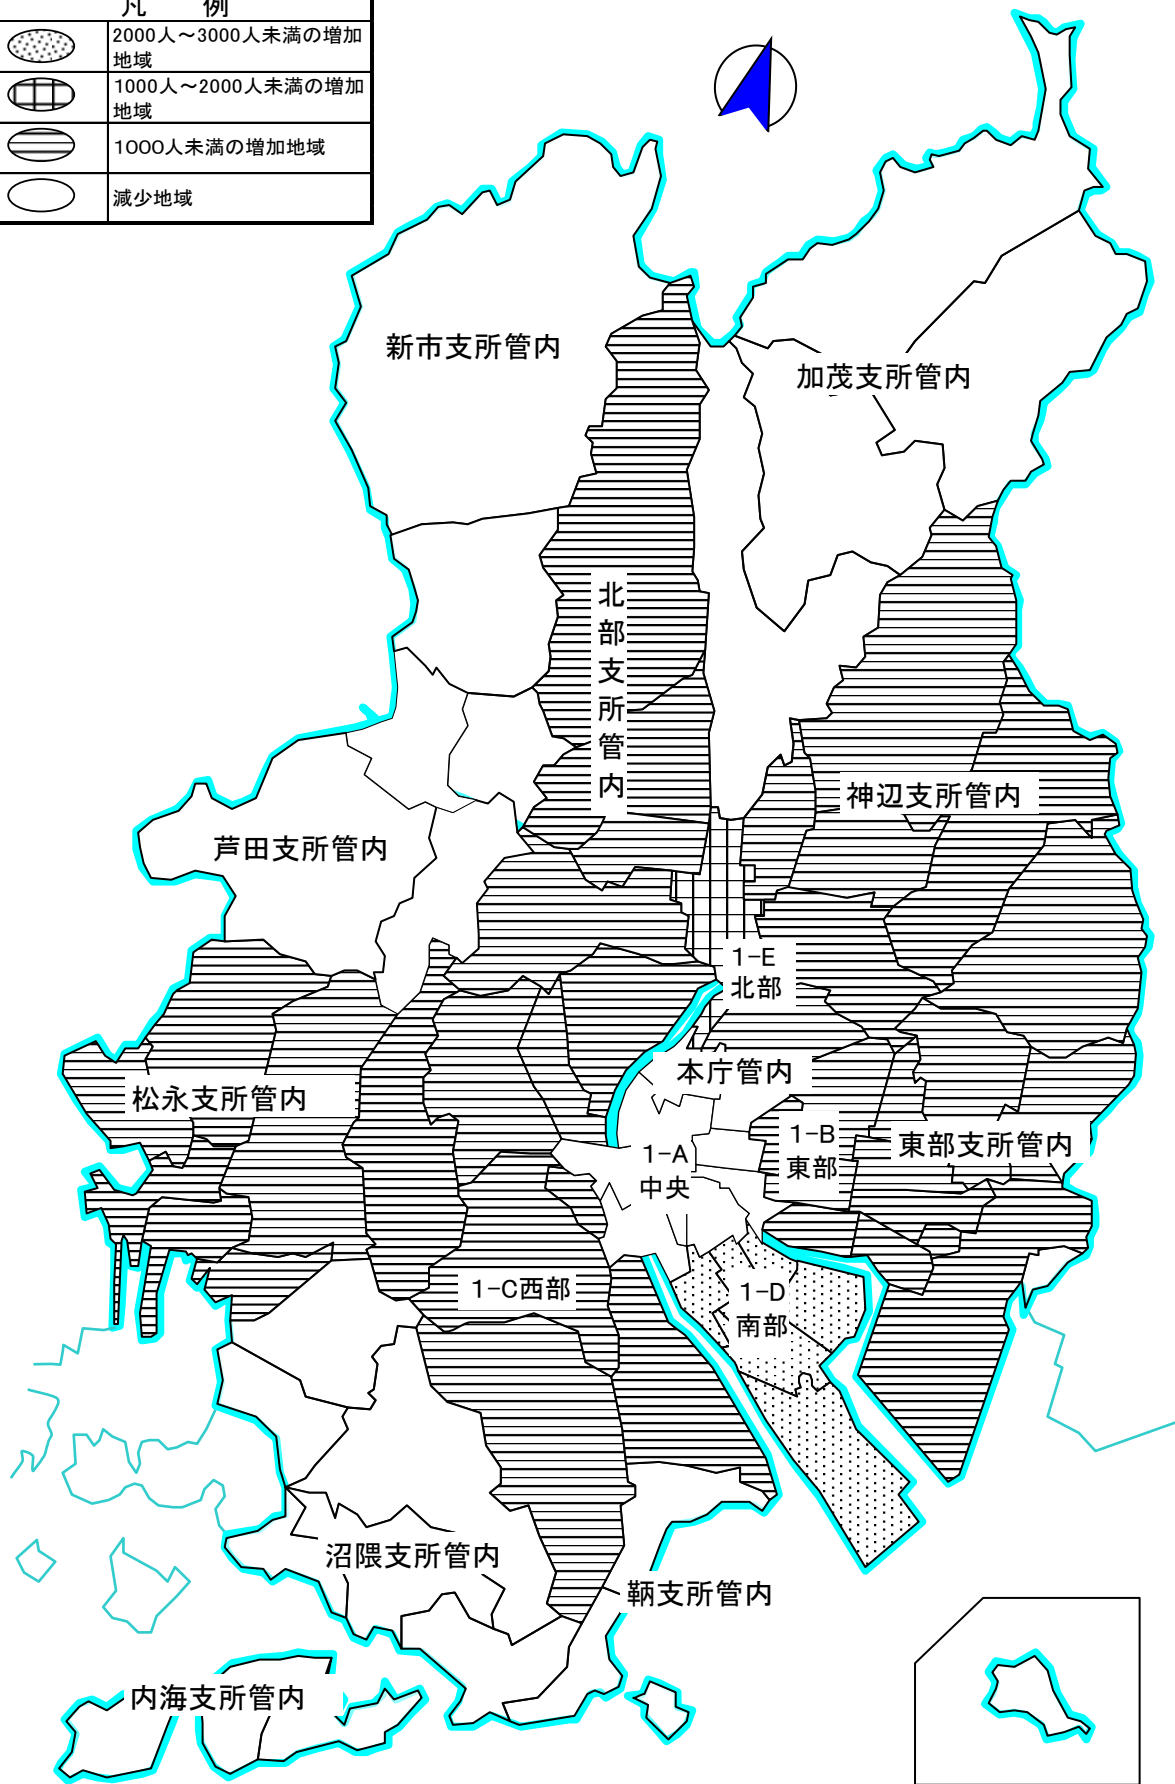 凡　例
2000人～3000人未満の増加
地域
1000人～2000人未満の増加
地域
1000人未満の増加地域
減少地域
新市支所管内
加茂支所管内
北部支所管内
神辺支所管内
芦田支所管内
1-E
北部
本庁管内
松永支所管内
1-B
東部
東部支所管内
1-A
中央
1-C西部
1-D
南部
沼隈支所管内
鞆支所管内
内海支所管内